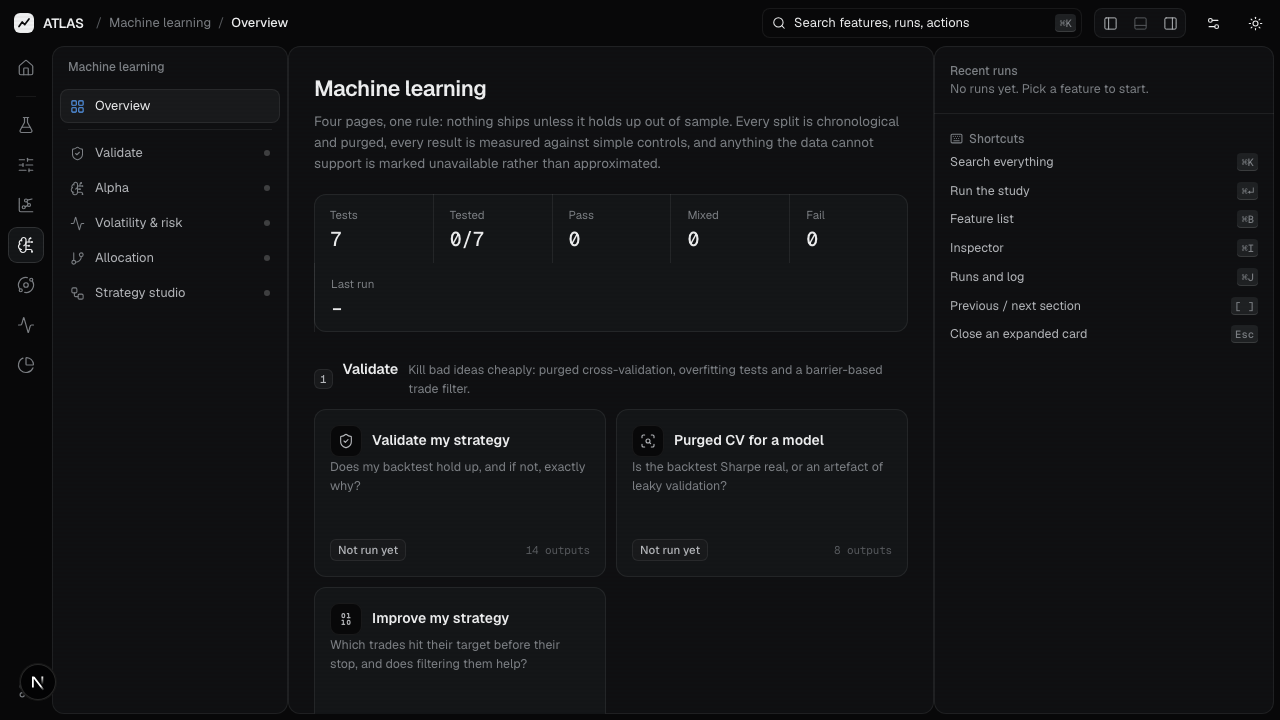 ATLAS / Machine learning / Overview
Search features, runs, actions ⌘K
Machine learning
Overview
Validate
Alpha
Volatility & risk
Allocation
Strategy studio
Machine learning
Four pages, one rule: nothing ships unless it holds up out of sample. Every split is chronological
and purged, every result is measured against simple controls, and anything the data cannot
support is marked unavailable rather than approximated.
Tests
7
Tested
0/7
Pass
0
Mixed
0
Fail
0
Last run
–
1 Validate Kill bad ideas cheaply: purged cross-validation, overfitting tests and a barrier-based
trade filter.
Validate my strategy
Does my backtest hold up, and if not, exactly
why?
Not run yet 14 outputs
Purged CV for a model
Is the backtest Sharpe real, or an artefact of
leaky validation?
Not run yet 8 outputs
01
10
Improve my strategy
Which trades hit their target before their
stop, and does filtering them help?
Recent runs
No runs yet. Pick a feature to start.
Shortcuts
Search everything ⌘K
Run the study ⌘↵
Feature list ⌘B
Inspector ⌘I
Runs and log ⌘J
Previous / next section [ ]
Close an expanded card Esc
N